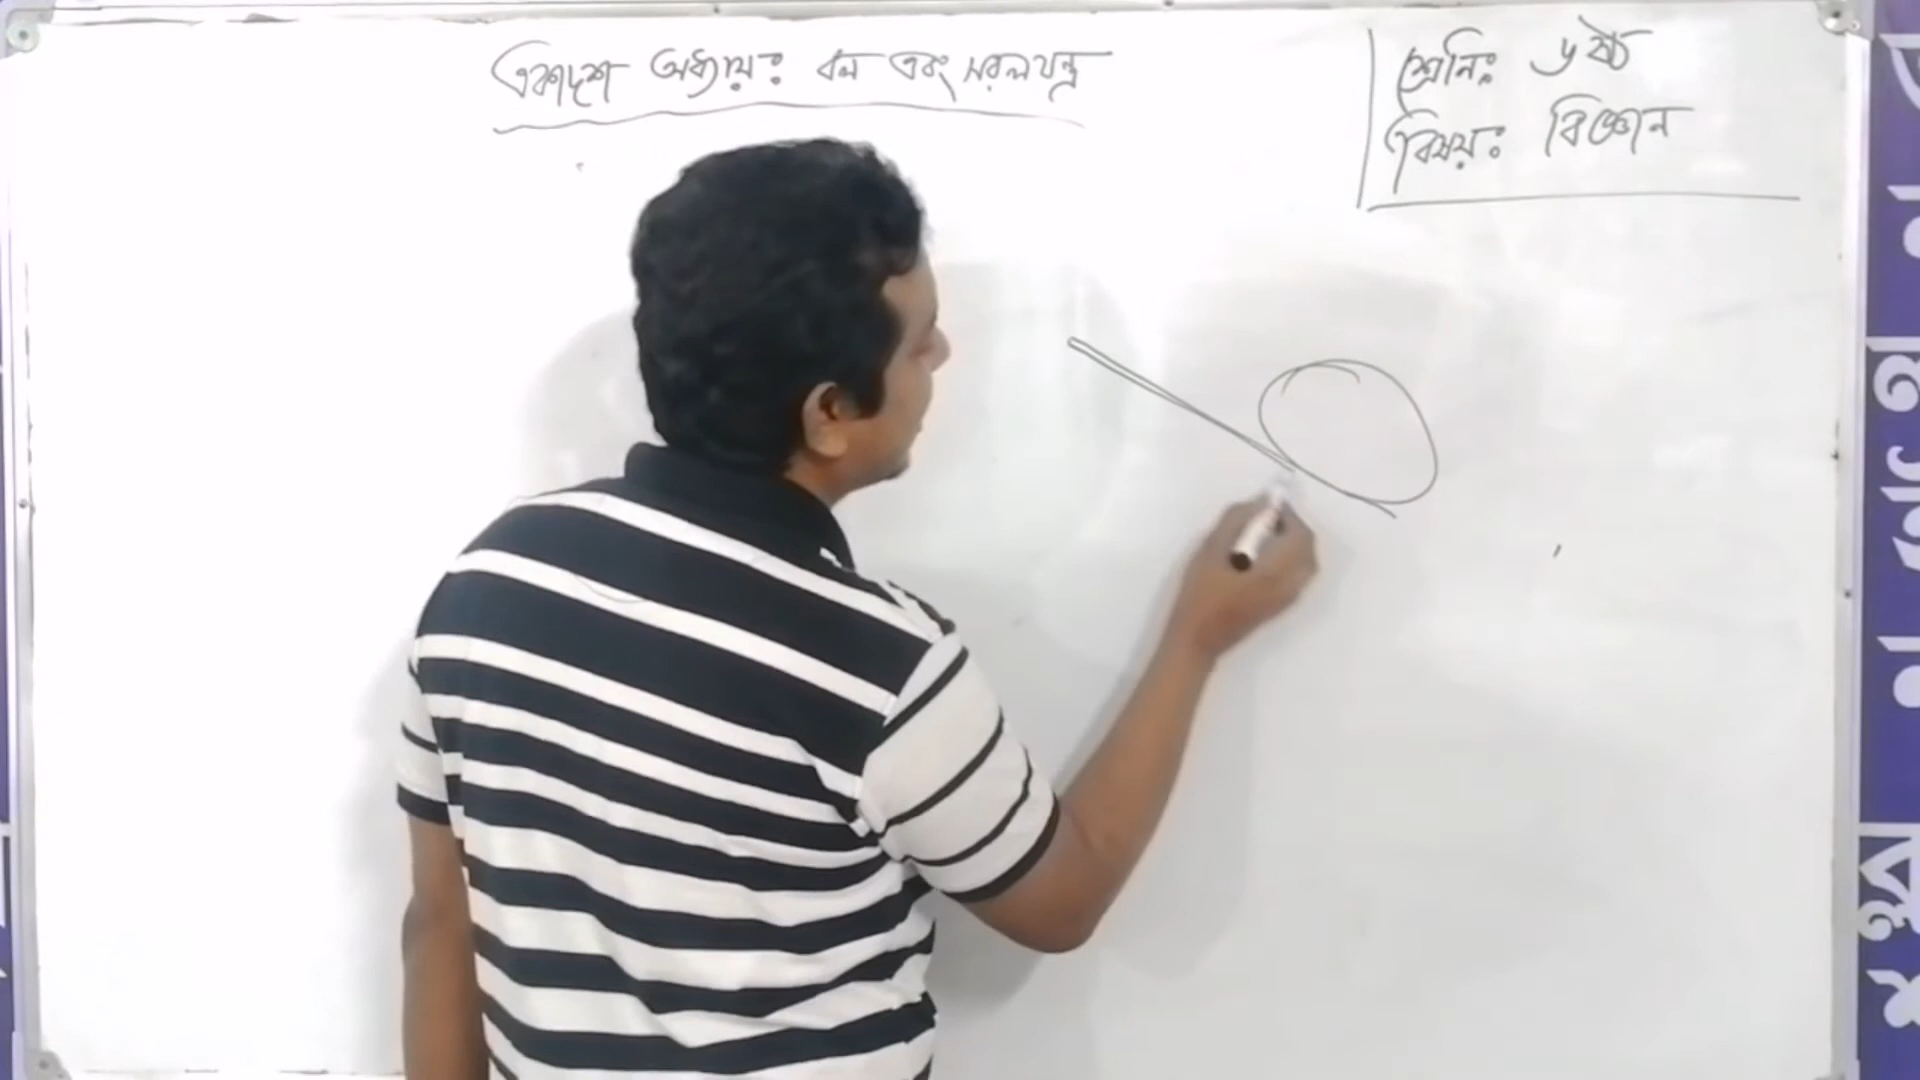 একাদশ অধ্যায়ঃ বল এবং সরলযন্ত্র
শ্রেনিঃ ৬ষ্ঠ
বিষয়ঃ বিজ্ঞান